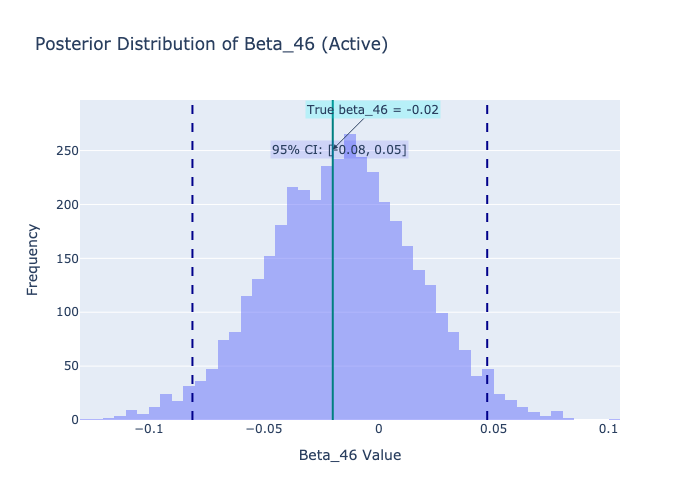 Posterior Distribution of Beta_46 (Active)
True beta_46 = -0.02
95% CI: [-0.08, 0.05]
250
200
150
100
50
0
−0.1
−0.05
0
0.05
0.1
Frequency
Beta_46 Value